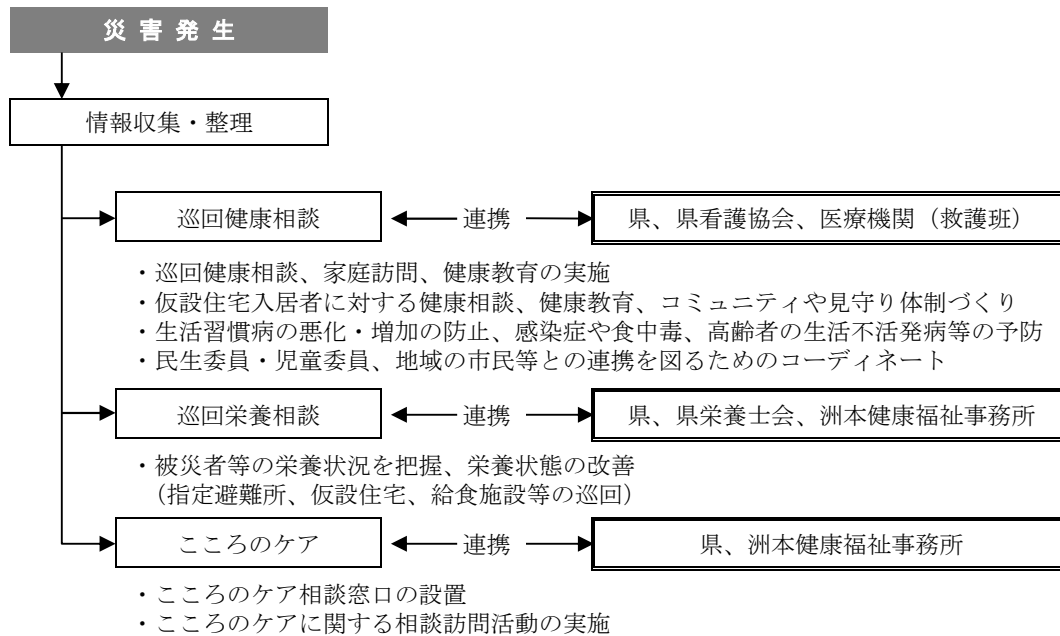 災 害 発 生
情報収集・整理
巡回健康相談 連携 県、県看護協会、医療機関（救護班）
・巡回健康相談、家庭訪問、健康教育の実施
・仮設住宅入居者に対する健康相談、健康教育、コミュニティや見守り体制づくり
・生活習慣病の悪化・増加の防止、感染症や食中毒、高齢者の生活不活発病等の予防
・民生委員・児童委員、地域の市民等との連携を図るためのコーディネート
巡回栄養相談 連携 県、県栄養士会、洲本健康福祉事務所
・被災者等の栄養状況を把握、栄養状態の改善
（指定避難所、仮設住宅、給食施設等の巡回）
こころのケア 連携 県、洲本健康福祉事務所
・こころのケア相談窓口の設置
・こころのケアに関する相談訪問活動の実施